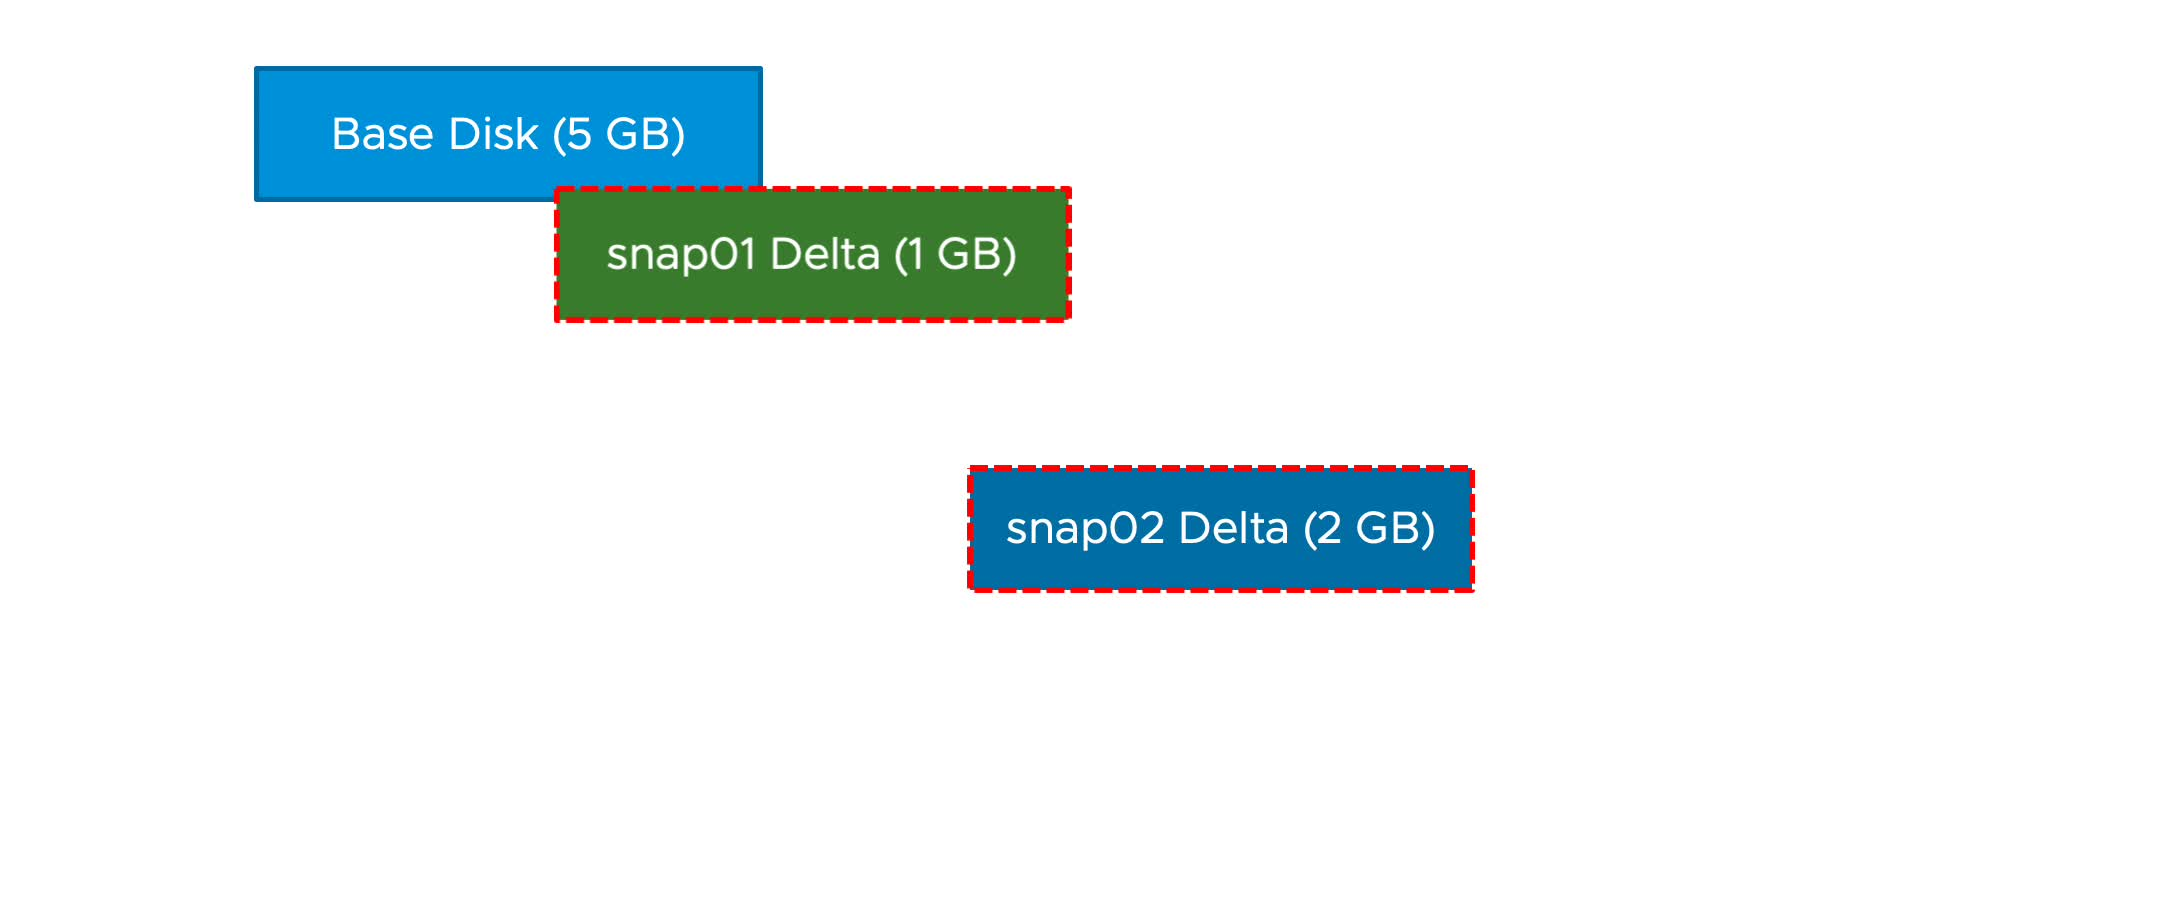 Base Disk (5 GB)
snap01 Delta (1 GB)
snap02 Delta (2 GB)